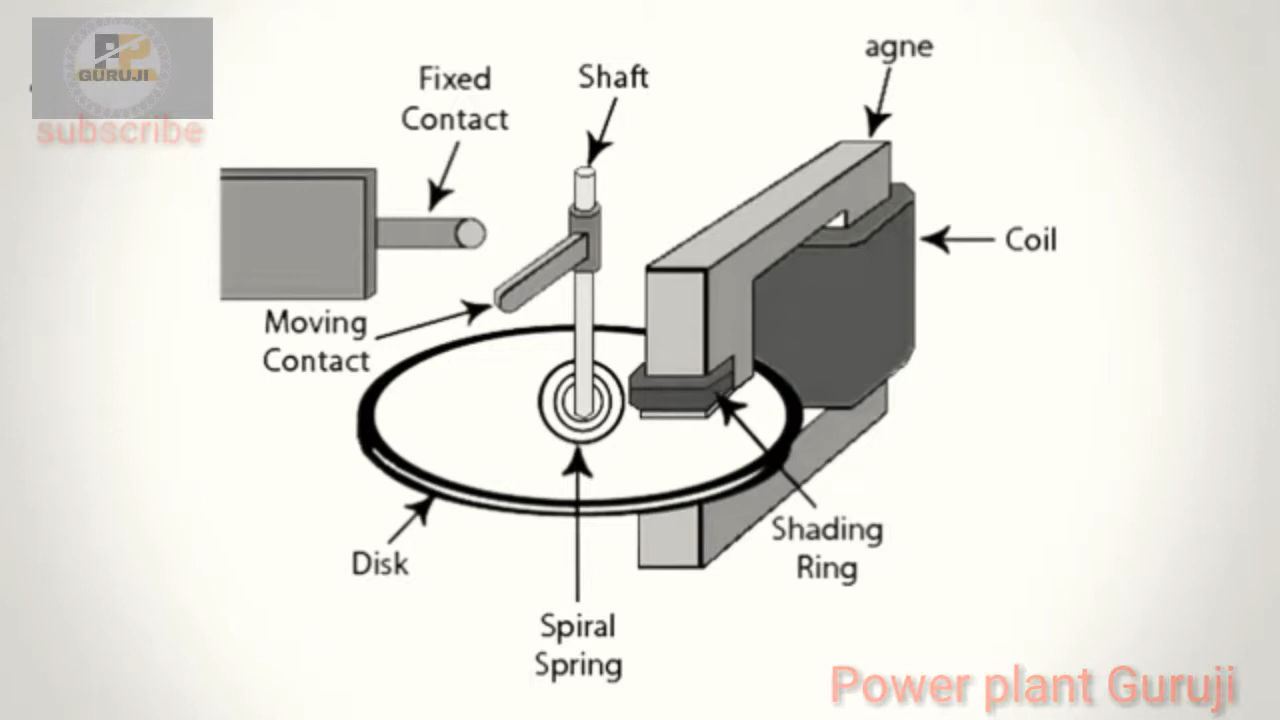 GURUJI
subscribe
Fixed
Contact
Shaft
agne
Coil
Moving
Contact
Disk
Shading
Ring
Spiral
Spring
Power plant Guruji